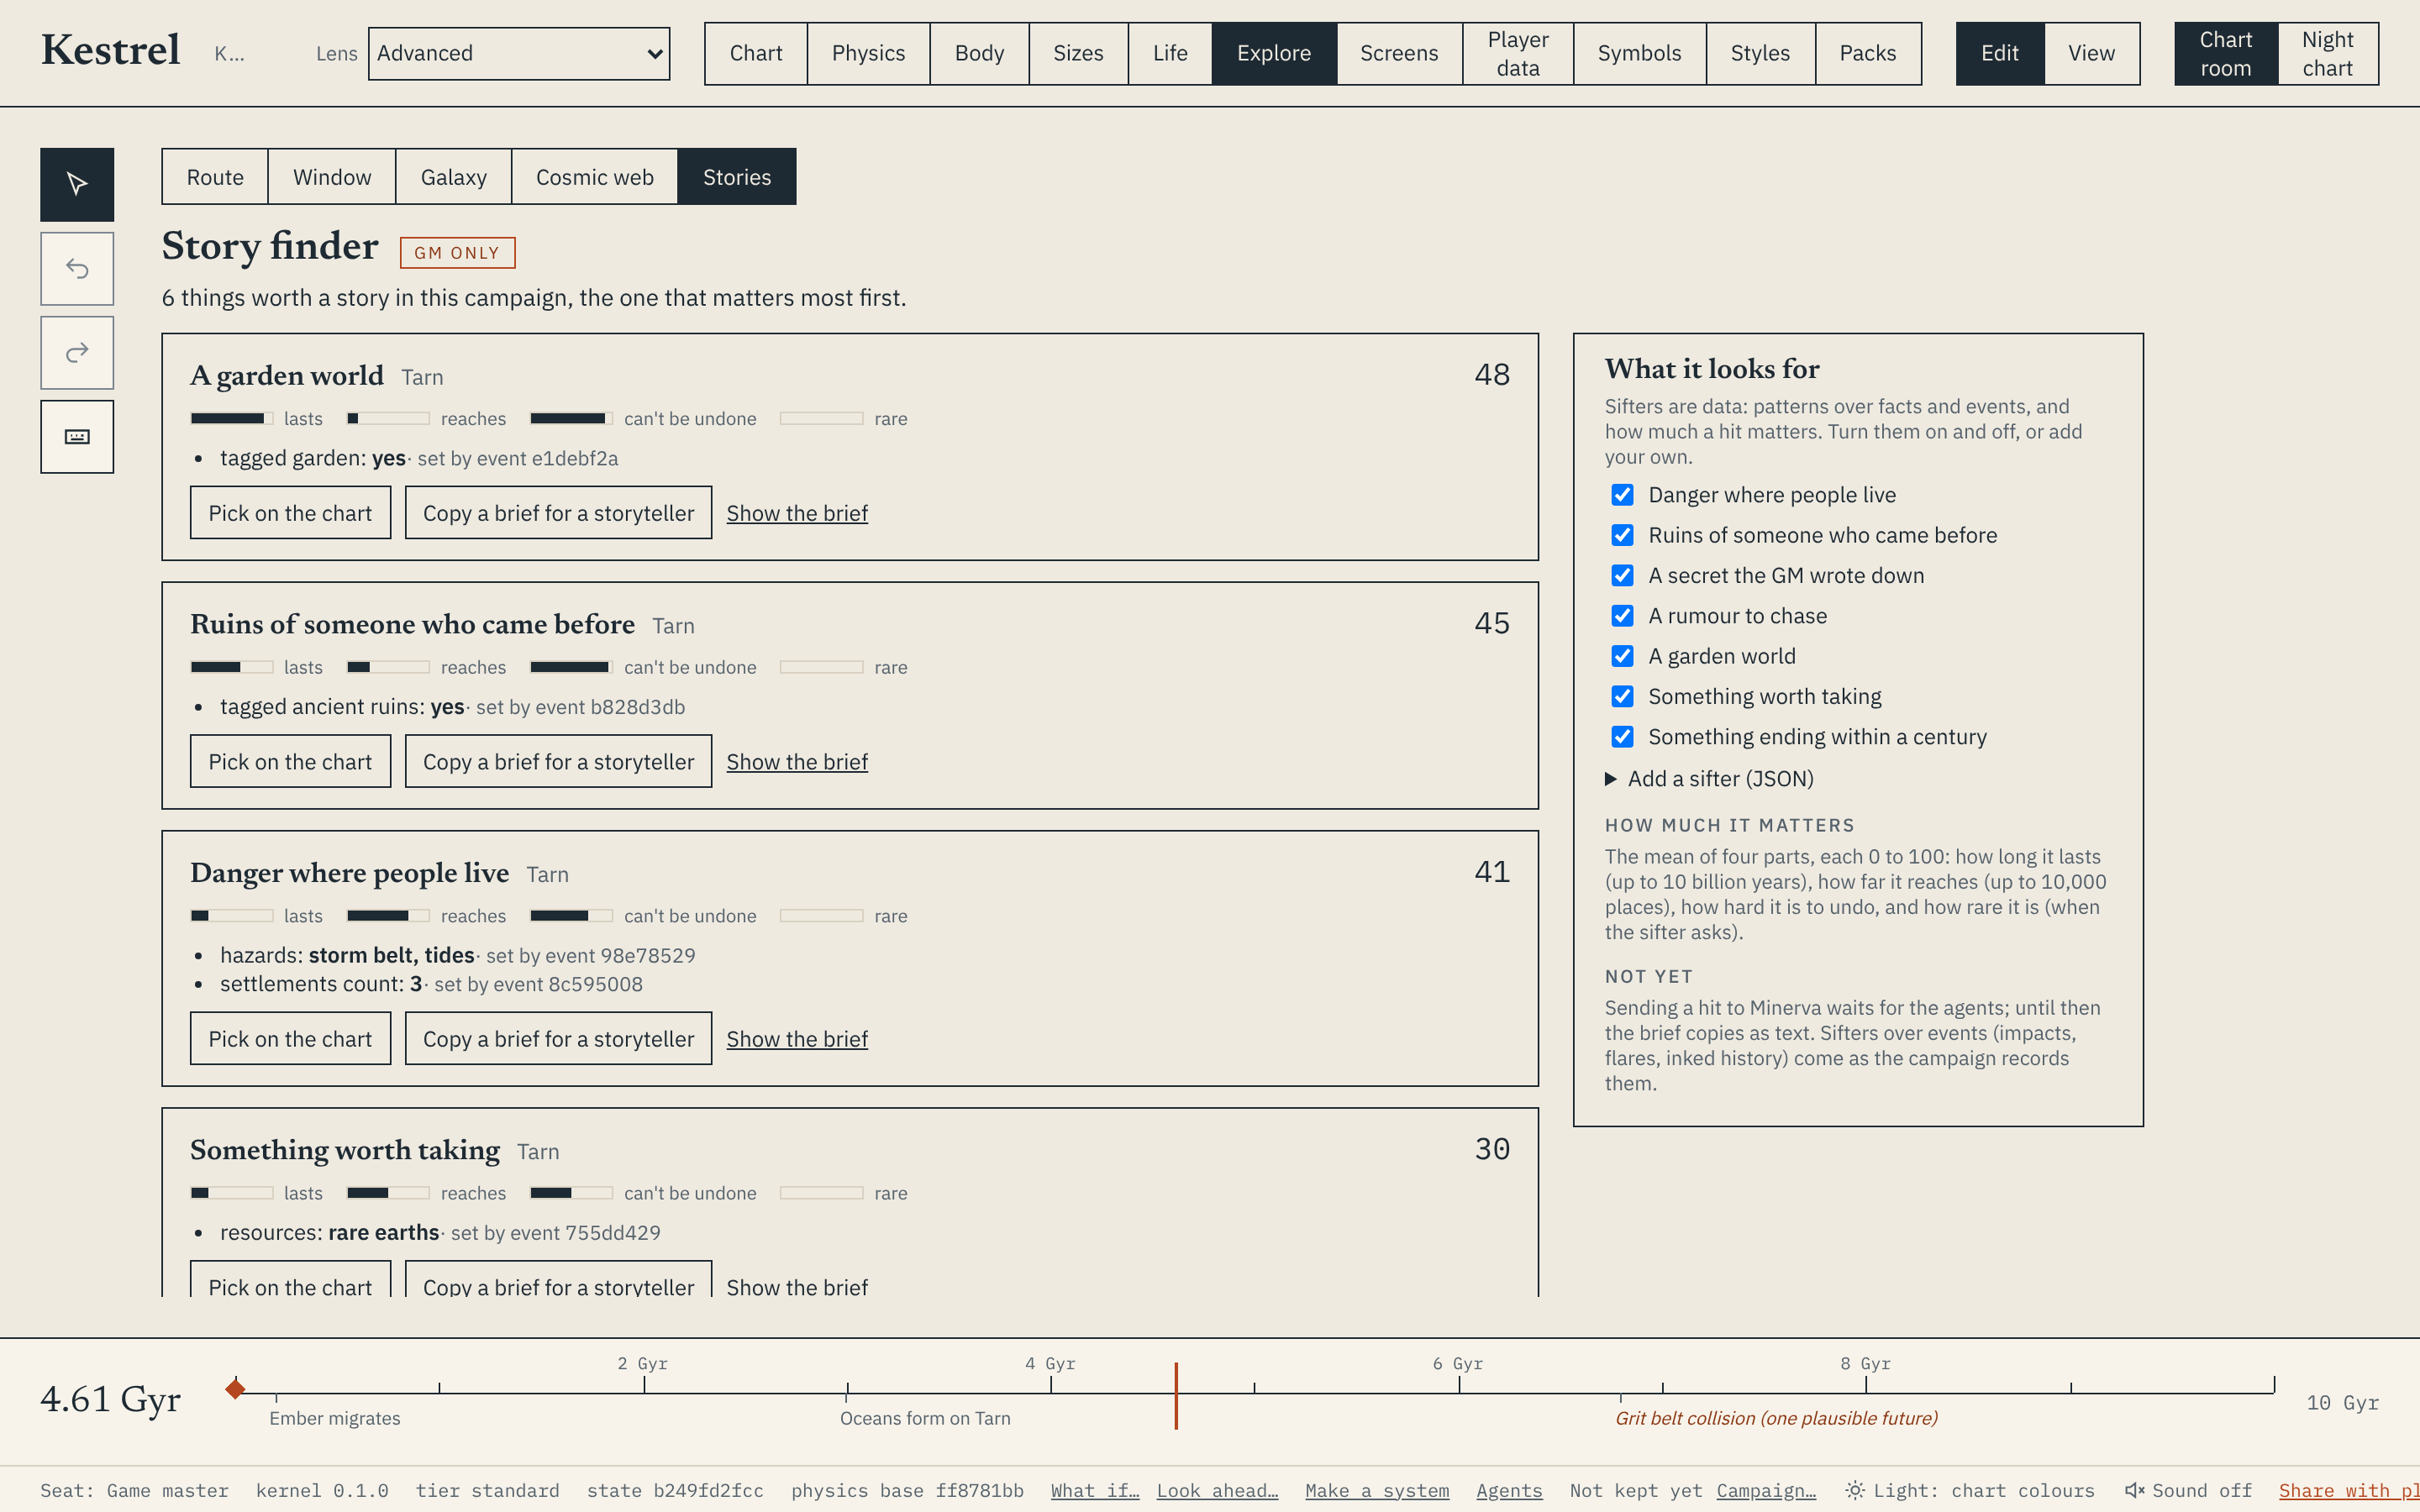 Kestrel K… Lens Advanced Chart Physics Body Sizes Life Explore Screens Player data Symbols Styles Packs Edit View Chart room Night chart
Route Window Galaxy Cosmic web Stories
Story finder GM ONLY
6 things worth a story in this campaign, the one that matters most first.
A garden world Tarn 48
lasts reaches can't be undone rare
tagged garden: yes· set by event e1debf2a
Pick on the chart Copy a brief for a storyteller Show the brief
Ruins of someone who came before Tarn 45
lasts reaches can't be undone rare
tagged ancient ruins: yes· set by event b828d3db
Pick on the chart Copy a brief for a storyteller Show the brief
Danger where people live Tarn 41
lasts reaches can't be undone rare
hazards: storm belt, tides· set by event 98e78529
settlements count: 3· set by event 8c595008
Pick on the chart Copy a brief for a storyteller Show the brief
Something worth taking Tarn 30
lasts reaches can't be undone rare
resources: rare earths· set by event 755dd429
Pick on the chart Copy a brief for a storyteller Show the brief
What it looks for
Sifters are data: patterns over facts and events, and
how much a hit matters. Turn them on and off, or add
your own.
Danger where people live
Ruins of someone who came before
A secret the GM wrote down
A rumour to chase
A garden world
Something worth taking
Something ending within a century
Add a sifter (JSON)
HOW MUCH IT MATTERS
The mean of four parts, each 0 to 100: how long it lasts
(up to 10 billion years), how far it reaches (up to 10,000
places), how hard it is to undo, and how rare it is (when
the sifter asks).
NOT YET
Sending a hit to Minerva waits for the agents; until then
the brief copies as text. Sifters over events (impacts,
flares, inked history) come as the campaign records
them.
2 Gyr 4 Gyr 6 Gyr 8 Gyr
4.61 Gyr 10 Gyr
Ember migrates Oceans form on Tarn Grit belt collision (one plausible future)
Seat: Game master kernel 0.1.0 tier standard state b249fd2fcc physics base ff8781bb What if… Look ahead… Make a system Agents Not kept yet Campaign… Light: chart colours Sound off Share with pl